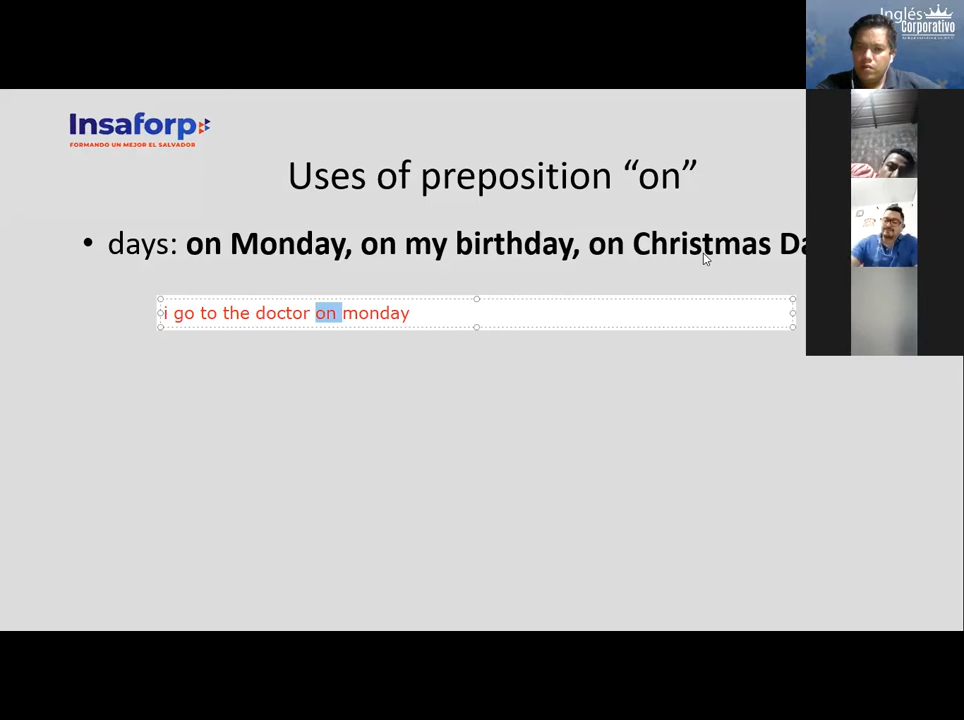 Inglés
Corporativo
Insaforp
FORMANDO UN MEJOR EL SALVADOR
Uses of preposition “on”
• days: on Monday, on my birthday, on Christmas Da
i go to the doctor on monday